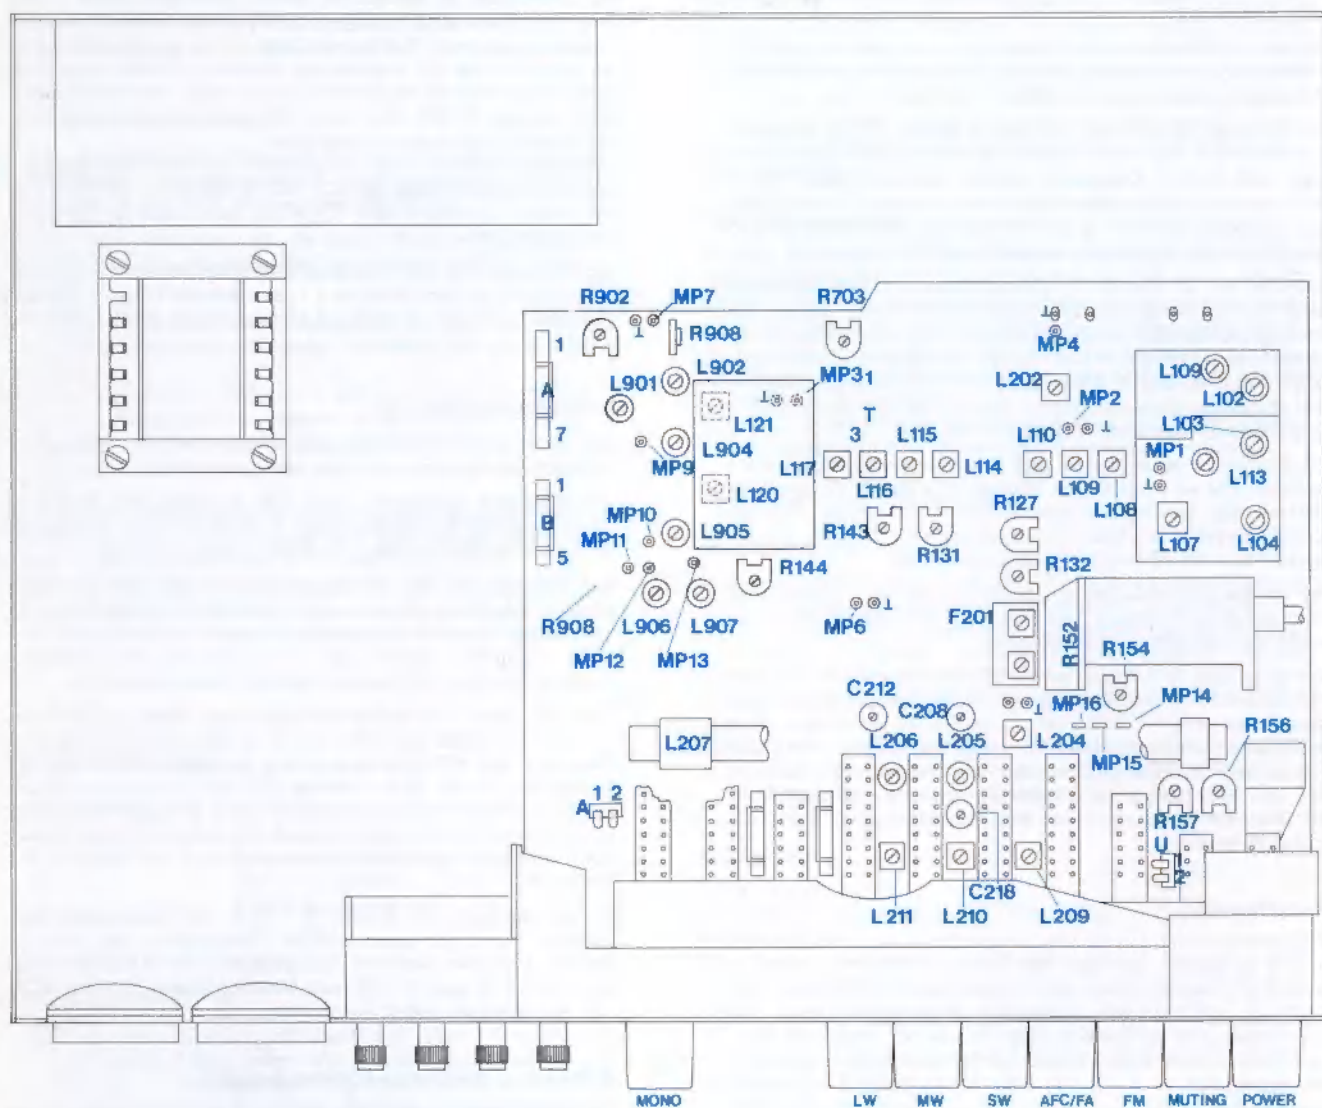 R902
MP7
R703
T
T
MP4
1
R908
L902
L109
L901
MP31
L202
A
T
MP2
L102
L121
T
L103
7
3
L115
L110
T
L904
MP1
MP9
L117
L114
L113
1
L116
L109
T
L120
L108
R127
B
MP10
L905
R143
R131
L107
L104
MP11
5
R144
R132
R908
L906
L907
MP6
T
F201
R152
MP12
MP13
R154
C212
C208
MP16
MP14
T
L207
L206
L205
L204
R156
MP15
1 2
A
R157
U
1
2
C218
L211
L210
L209
MONO
LW
MW
SW
AFC/FA
FM
MUTING
POWER